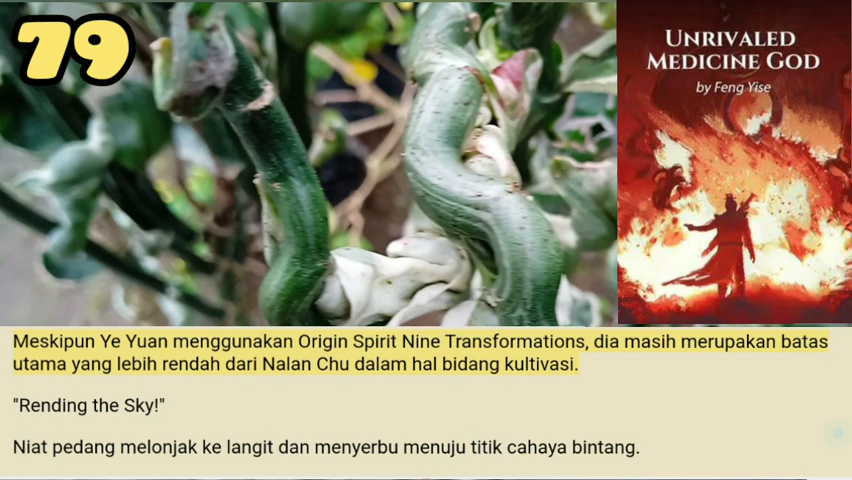 79
UNRIVALED
MEDICINE GOD
by Feng Yise
Meskipun Ye Yuan menggunakan Origin Spirit Nine Transformations, dia masih merupakan batas
utama yang lebih rendah dari Nalan Chu dalam hal bidang kultivasi.
"Rending the Sky!"
Niat pedang melonjak ke langit dan menyerbu menuju titik cahaya bintang.